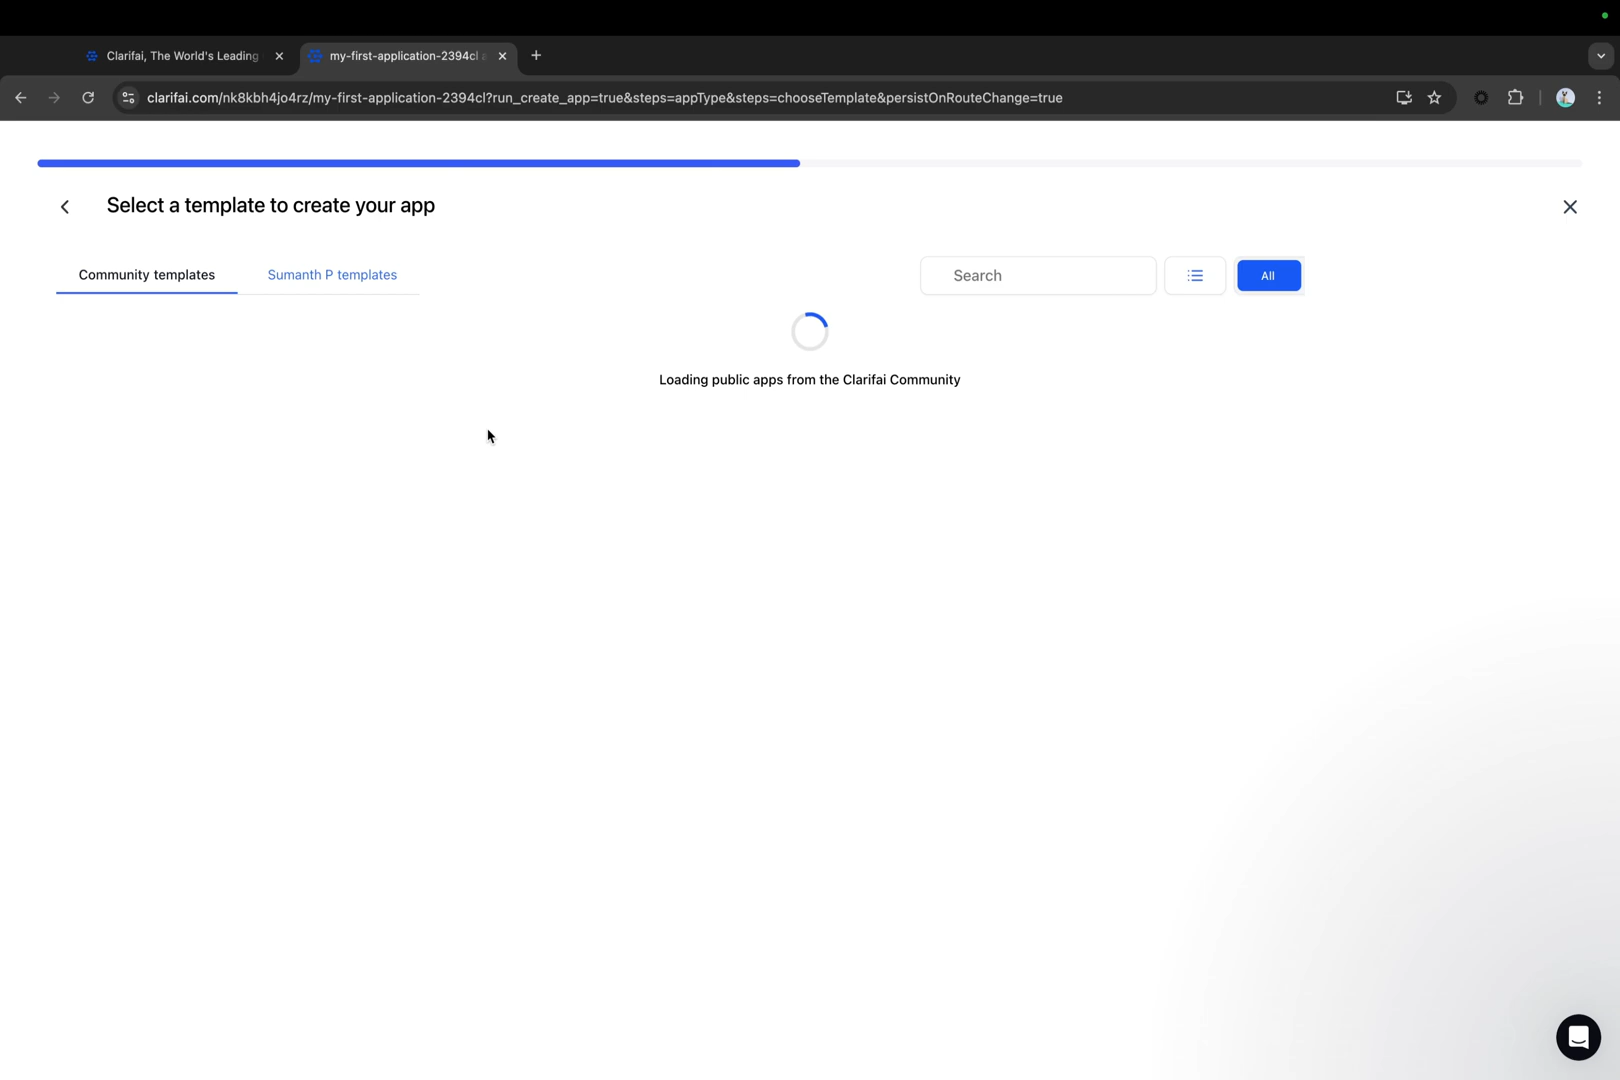 Clarifai, The World's Leading
my-first-application-2394cl a
clarifai.com/nk8kbh4jo4rz/my-first-application-2394cl?run_create_app=true&steps=appType&steps=chooseTemplate&persistOnRouteChange=true
Select a template to create your app
Community templates
Sumanth P templates
Search
All
Loading public apps from the Clarifai Community